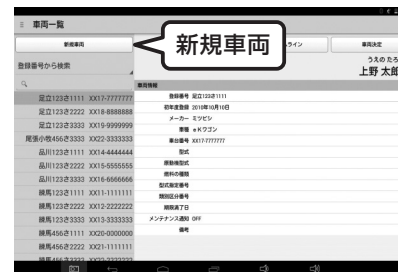 車両一覧
新規車両
新規車両
ライン
車両決定
登録番号から検索
うえの たろ
上野 太郎
車両情報
足立123さ1111 XX17-7777777
足立123さ2222 XX18-8888888
足立123さ3333 XX19-9999999
尾張小牧456さ3333 XX22-3333333
品川123さ1111 XX14-4444444
品川123さ2222 XX15-5555555
品川123さ3333 XX16-6666666
練馬123さ1111 XX11-1111111
練馬123さ2222 XX12-2222222
練馬123さ3333 XX13-3333333
練馬456さ1111 XX20-0000000
練馬456さ2222 XX21-1111111
登録番号 足立123さ1111
初年度登録 2010年10月10日
メーカー ミツビシ
車種 eKワゴン
車台番号 XX17-7777777
型式
原動機型式
燃料の種類
型式指定番号
類別区分番号
期限満了日
メンテナンス通知 OFF
備考